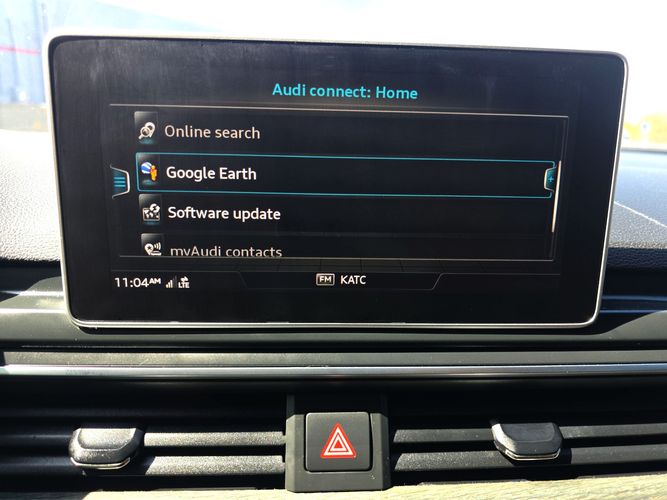 Audi connect: Home
Online search
Google Earth
Software update
myAudi contacts
11:04AM LTE
FM KATC